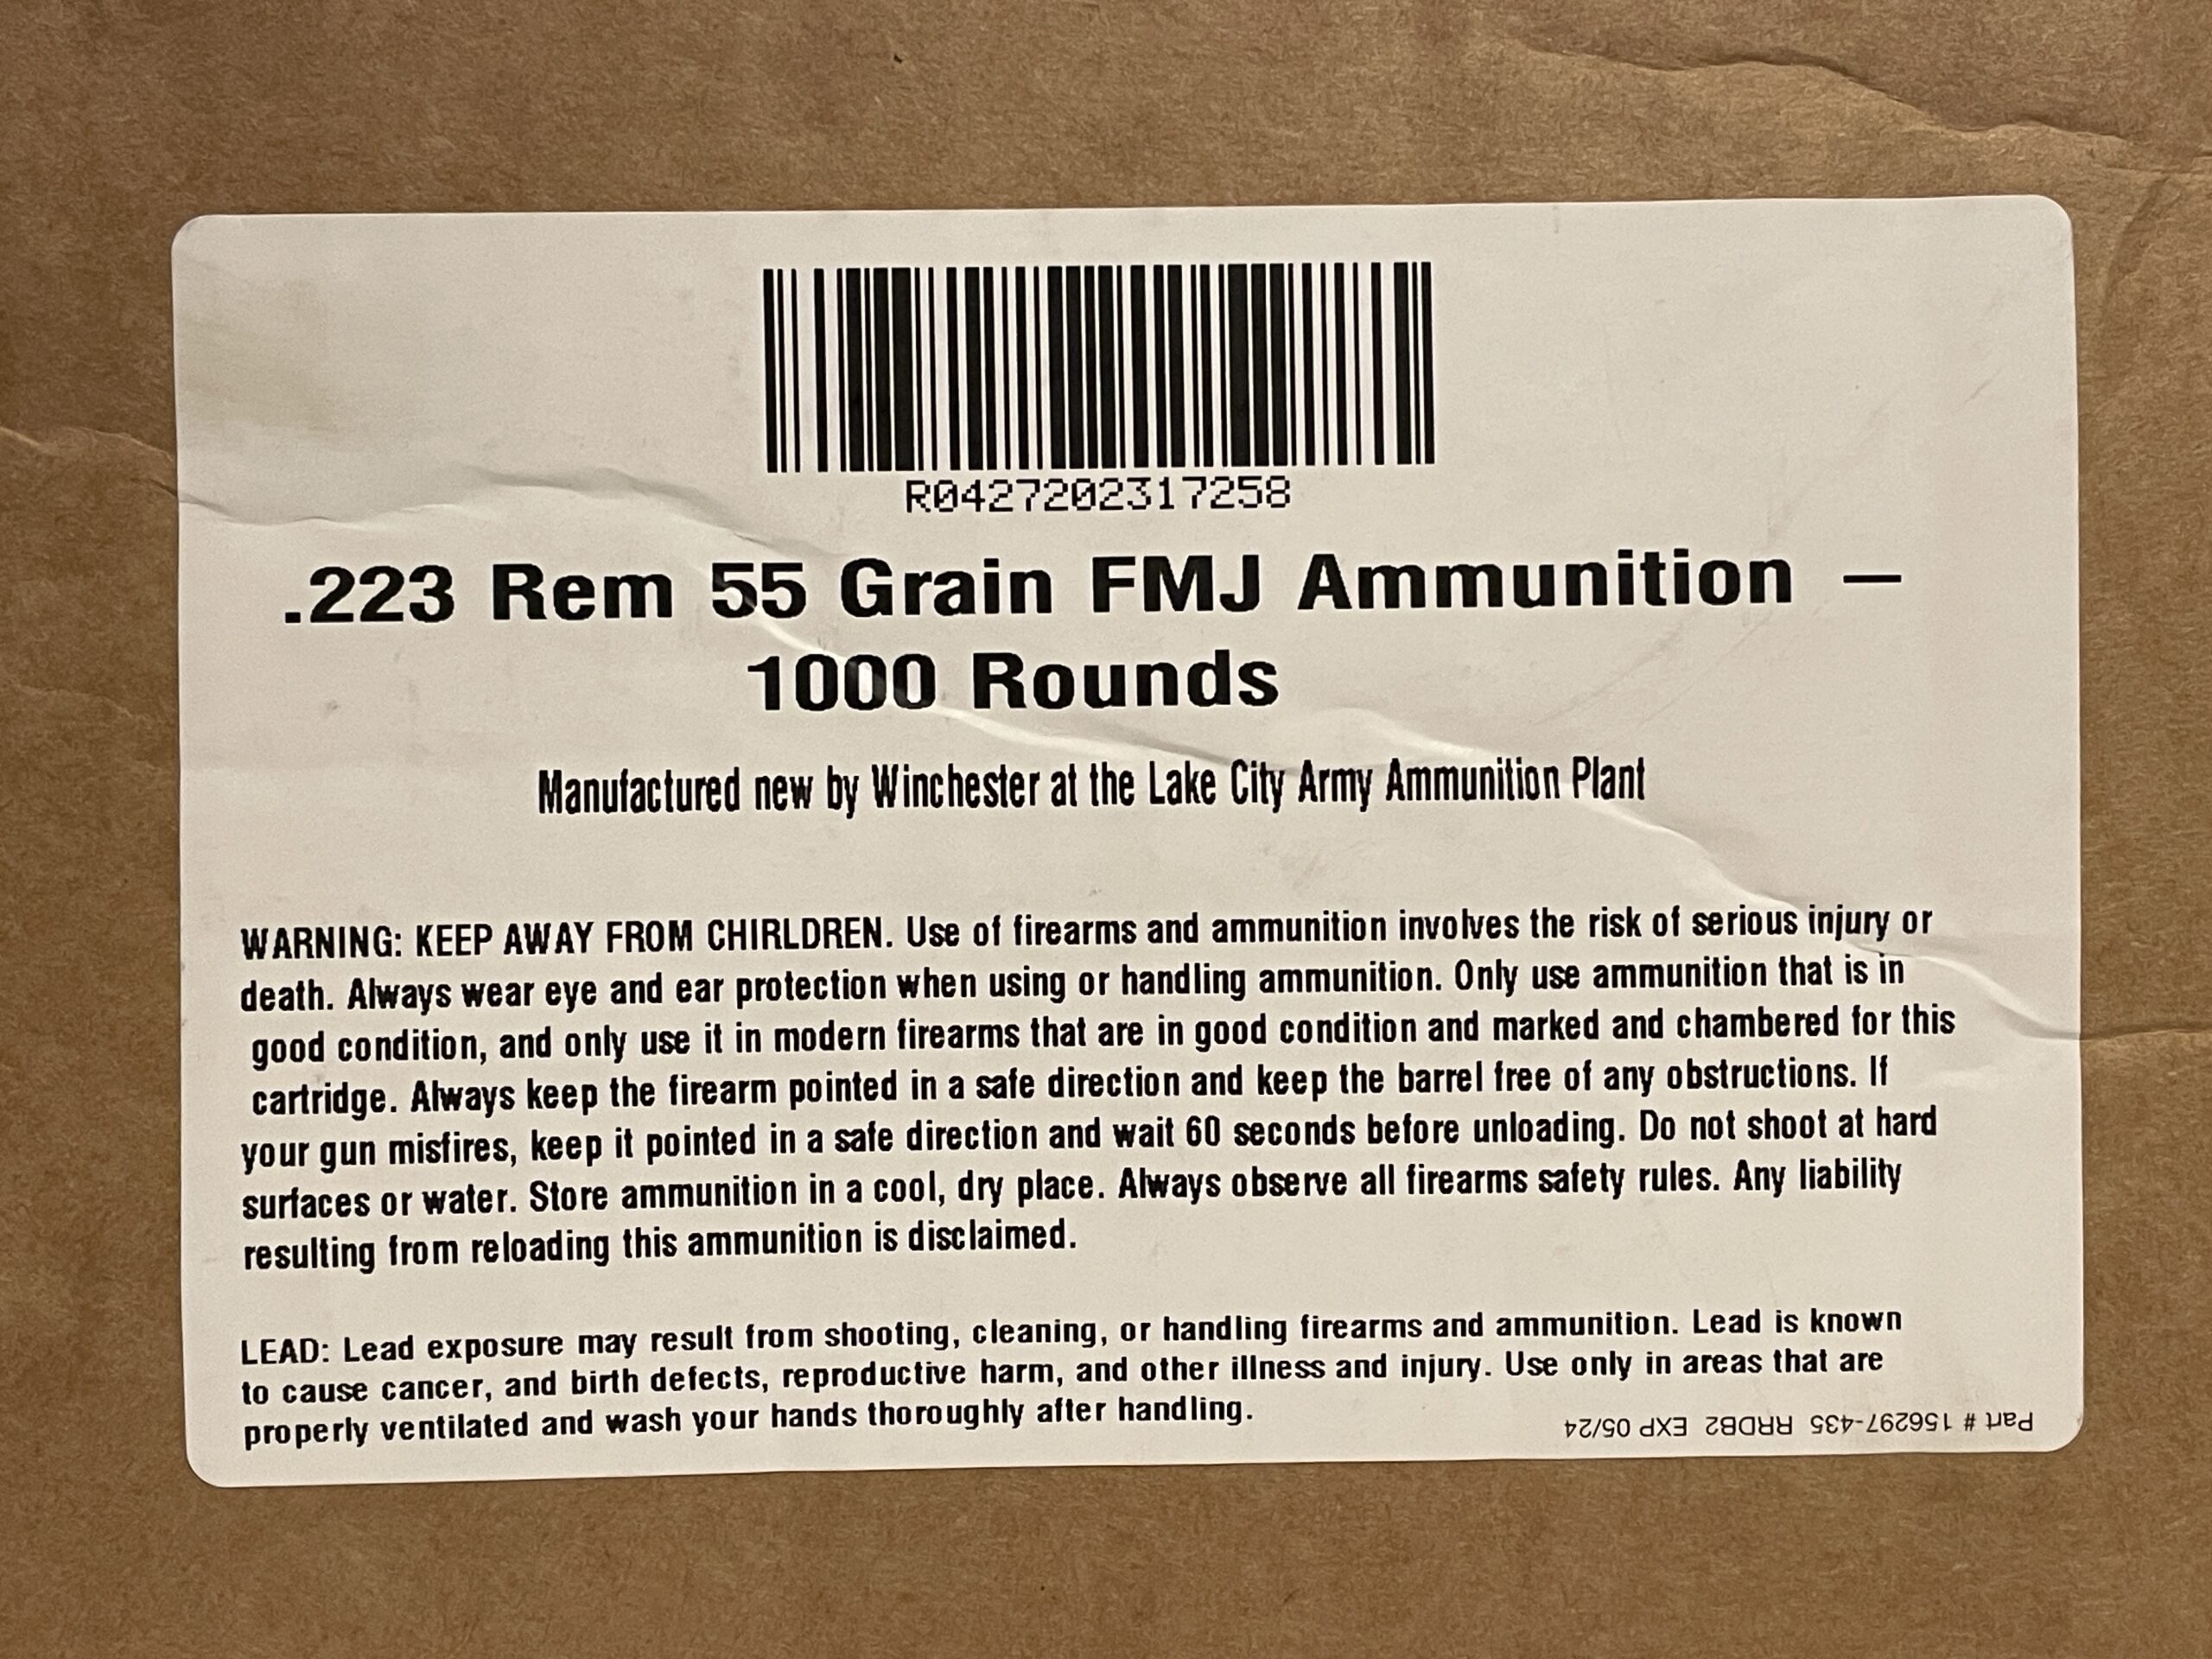 R0427202317258
.223 Rem 55 Grain FMJ Ammunition –
1000 Rounds
Manufactured new by Winchester at the Lake City Army Ammunition Plant
WARNING: KEEP AWAY FROM CHIRLDREN. Use of firearms and ammunition involves the risk of serious injury or
death. Always wear eye and ear protection when using or handling ammunition. Only use ammunition that is in
good condition, and only use it in modern firearms that are in good condition and marked and chambered for this
cartridge. Always keep the firearm pointed in a safe direction and keep the barrel free of any obstructions. If
your gun misfires, keep it pointed in a safe direction and wait 60 seconds before unloading. Do not shoot at hard
surfaces or water. Store ammunition in a cool, dry place. Always observe all firearms safety rules. Any liability
resulting from reloading this ammunition is disclaimed.
LEAD: Lead exposure may result from shooting, cleaning, or handling firearms and ammunition. Lead is known
to cause cancer, and birth defects, reproductive harm, and other illness and injury. Use only in areas that are
properly ventilated and wash your hands thoroughly after handling.
Part # 156297-435 RRDB2 EXP 05/24